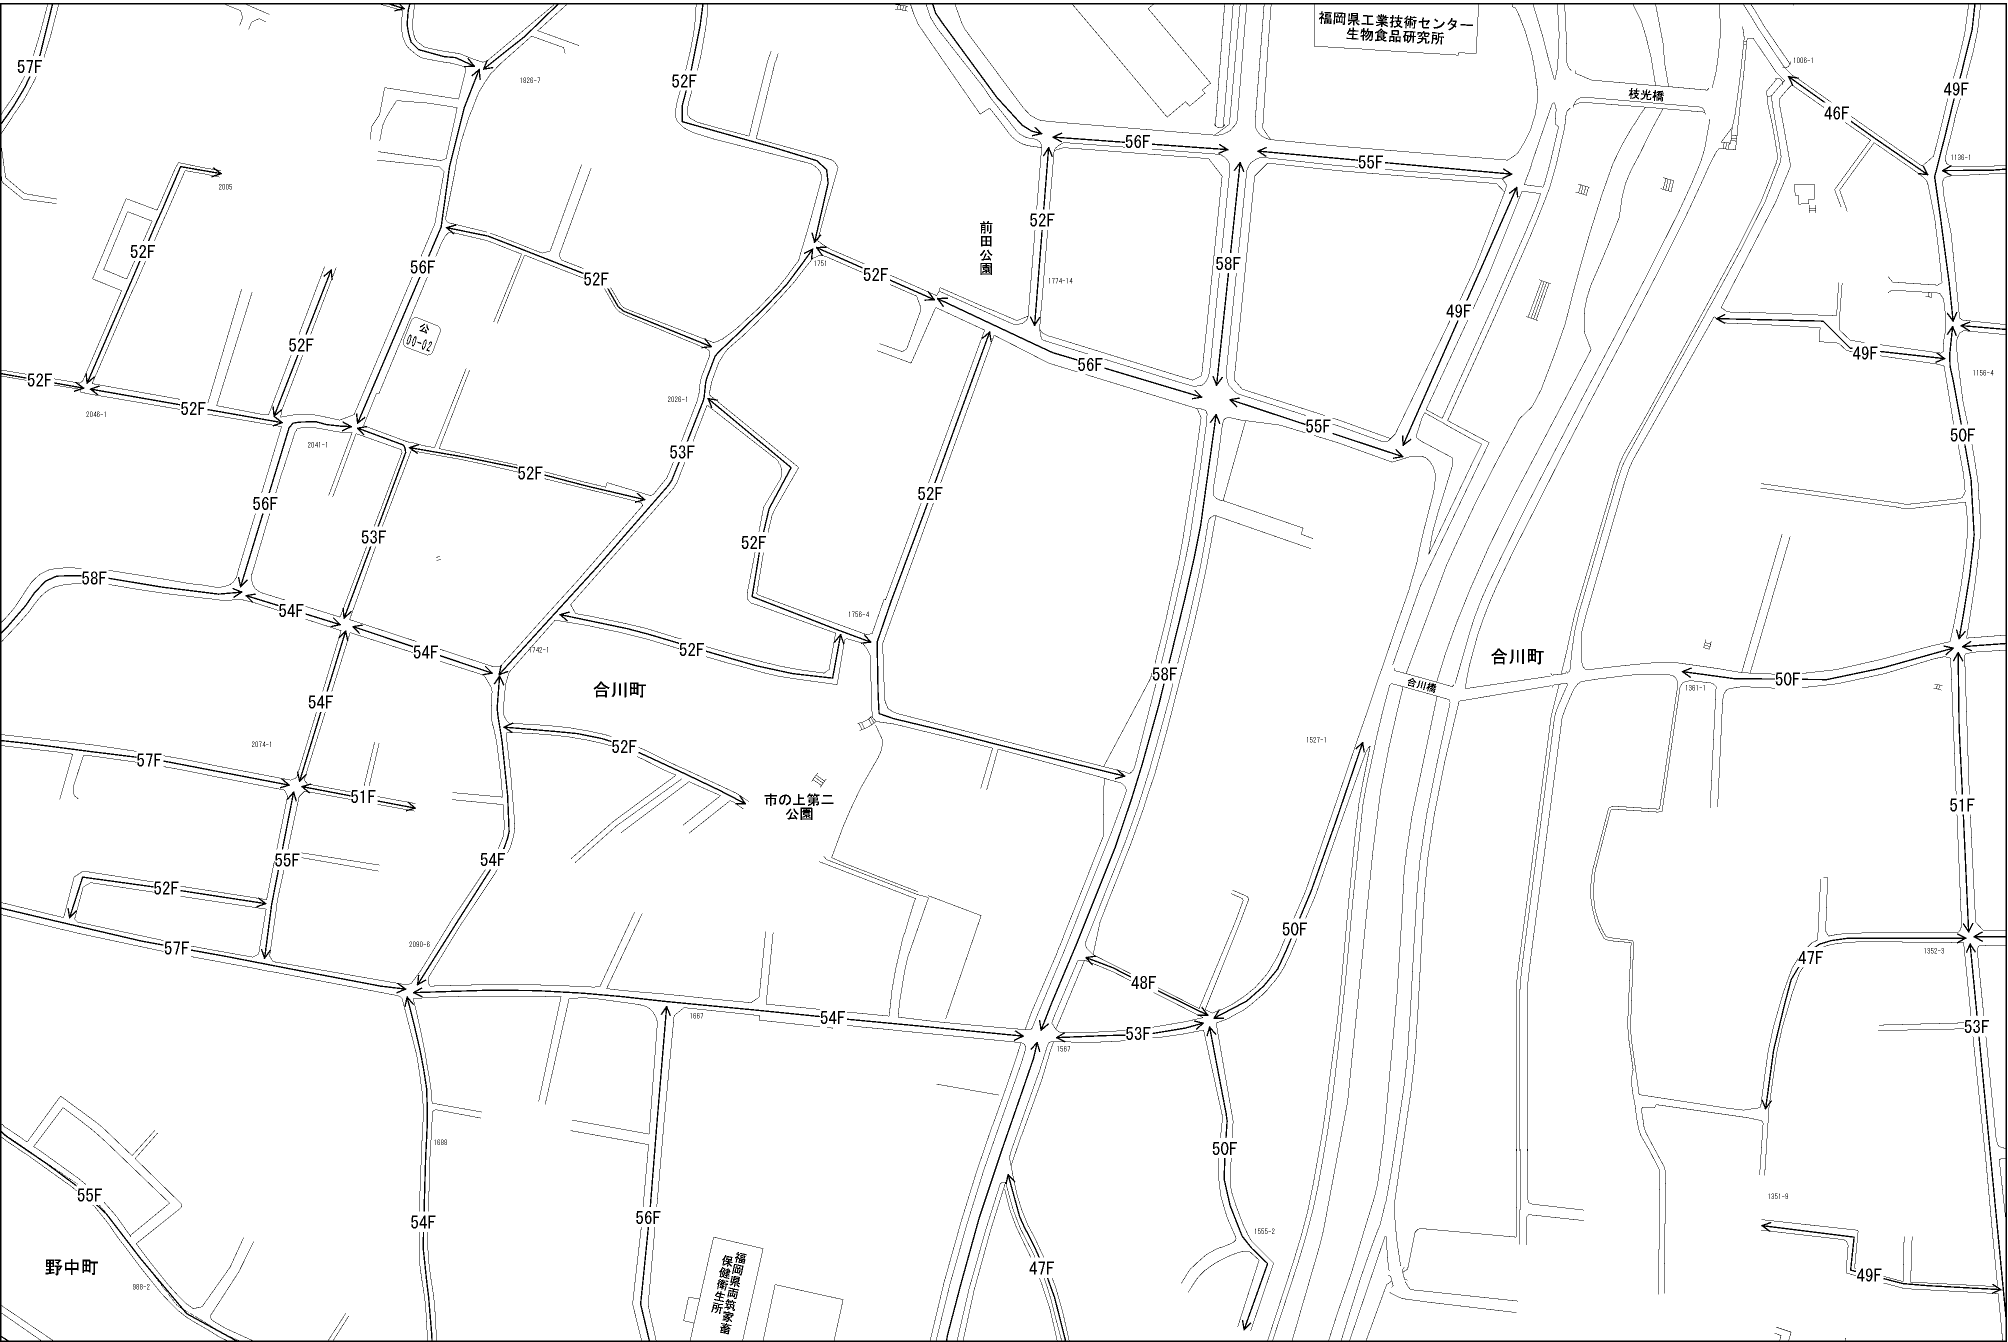 福岡県工業技術センター
生物食品研究所
57F
52F
1826-7
1006-1
49F
枝光橋
46F
56F
55F
1136-1
2005
52F
52F
前田公園
52F
56F
52F
52F
58F
1751
1774-14
49F
公
00-02
52F
49F
52F
56F
1156-4
52F
2046-1
2026-1
55F
50F
2041-1
53F
52F
56F
52F
53F
52F
58F
54F
1756-4
54F
1742-1
52F
合川町
58F
50F
合川町
合川橋
1361-1
54F
2074-1
52F
1527-1
57F
51F
市の上第二
公園
51F
55F
54F
52F
50F
57F
2090-6
1352-3
47F
48F
1667
54F
53F
1567
53F
1688
50F
55F
1351-9
54F
56F
1555-2
野中町
988-2
福岡県両筑家畜
保健衛生所
47F
49F